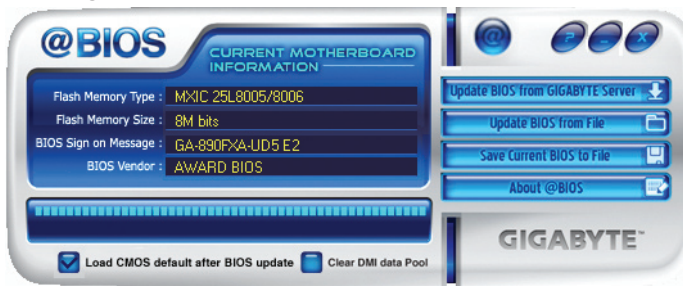 @BIOS
CURRENT MOTHERBOARD
INFORMATION
Flash Memory Type : MXIC 25L8005/8006
Flash Memory Size : 8M bits
BIOS Sign on Message : GA-890FXA-UD5 E2
BIOS Vendor : AWARD BIOS
Load CMOS default after BIOS update
Clear DMI data Pool
@ ? - X
Update BIOS from GIGABYTE Server
Update BIOS from File
Save Current BIOS to File
About @BIOS
GIGABYTE™